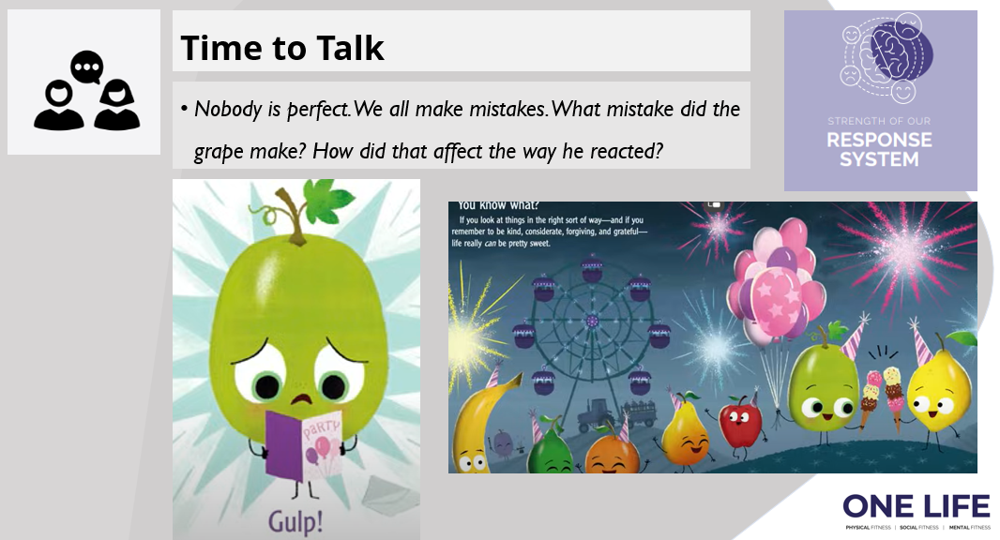 Time to Talk
• Nobody is perfect. We all make mistakes. What mistake did the
grape make? How did that affect the way he reacted?
STRENGTH OF OUR
RESPONSE
SYSTEM
PARTY
Gulp!
You know what?
If you look at things in the right sort of way—and if you
remember to be kind, considerate, forgiving, and grateful—
life really can be pretty sweet.
ONE LIFE
PHYSICAL FITNESS | SOCIAL FITNESS | MENTAL FITNESS